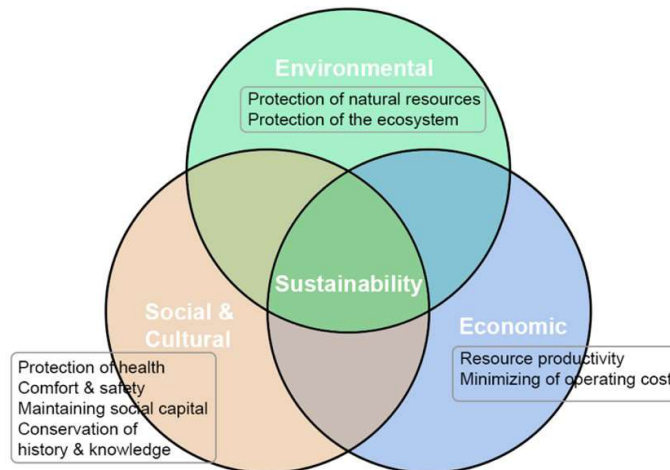 Environmental
Protection of natural resources
Protection of the ecosystem
Sustainability
Social &
Cultural
Protection of health
Comfort & safety
Maintaining social capital
Conservation of
history & knowledge
Economic
Resource productivity
Minimizing of operating cost